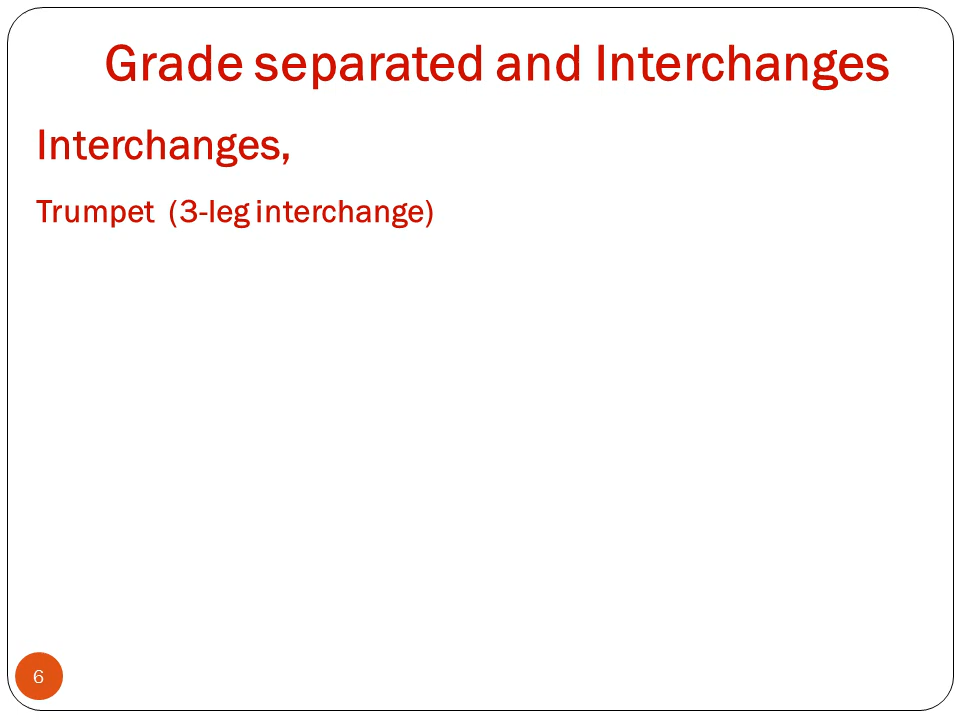 Grade separated and Interchanges
Interchanges,
Trumpet (3-leg interchange)
6